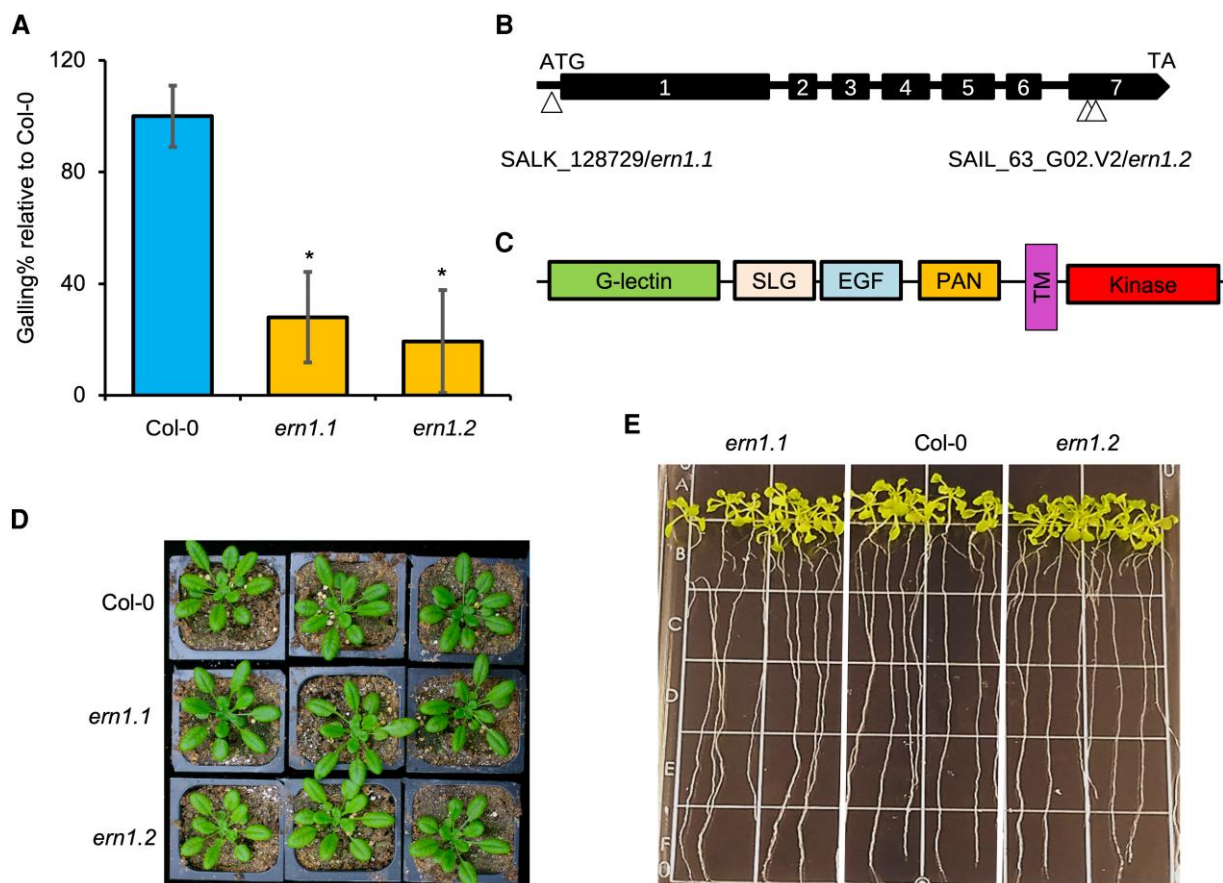 A
Galling% relative to Col-0
120
80
40
0
Col-0
ern1.1
ern1.2
*
*
B
ATG
TA
1
2
3
4
5
6
7
SALK_128729/ern1.1
SAIL_63_G02.V2/ern1.2
C
G-lectin
SLG
EGF
PAN
TM
Kinase
D
Col-0
ern1.1
ern1.2
E
ern1.1
Col-0
ern1.2
A
B
C
D
E
F